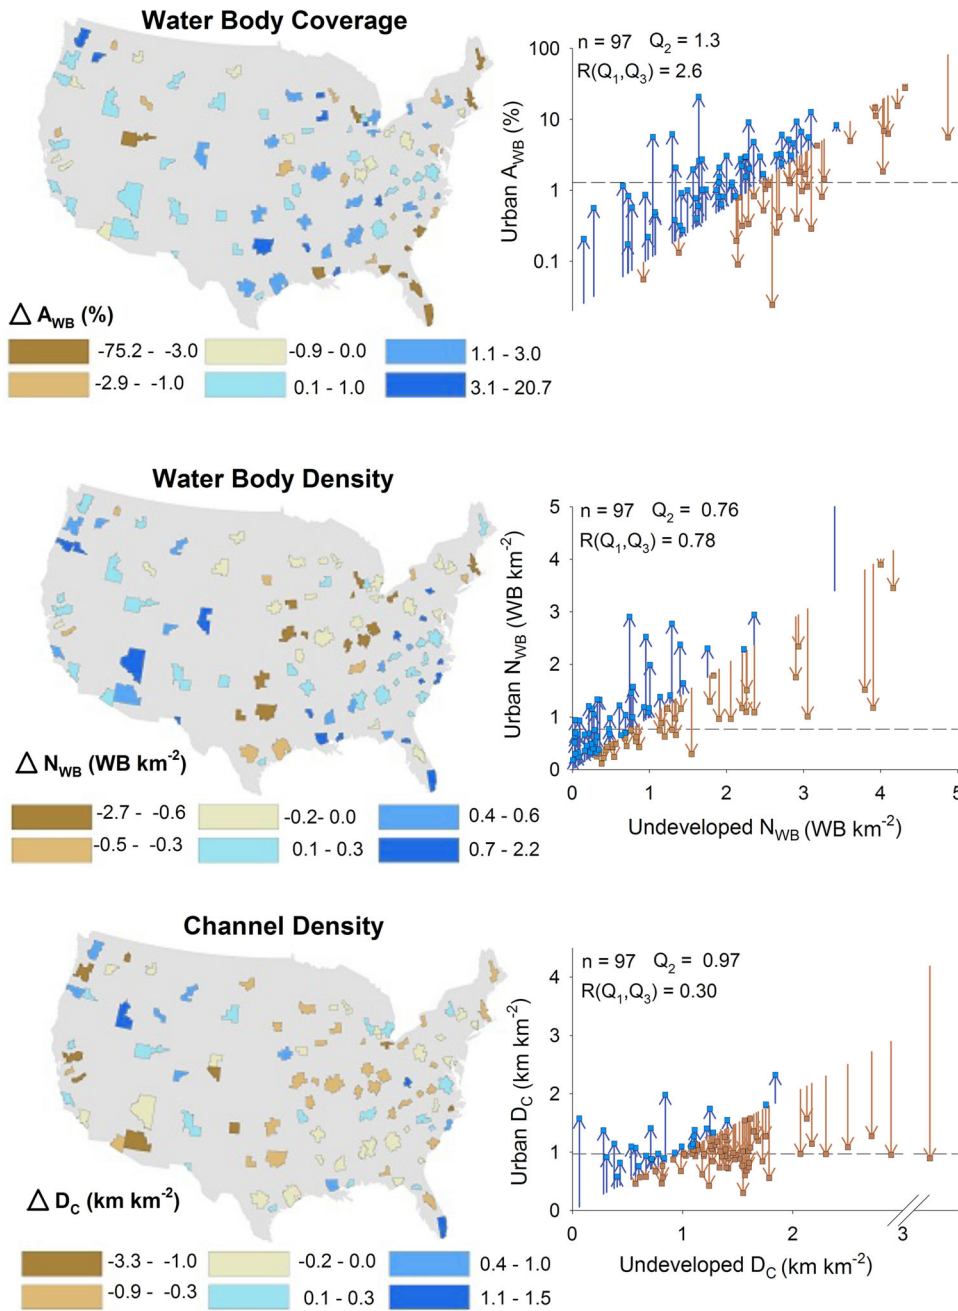 Water Body Coverage
△ A_WB (%)
-75.2 - -3.0
-0.9 - 0.0
1.1 - 3.0
-2.9 - -1.0
0.1 - 1.0
3.1 - 20.7
n = 97 Q₂ = 1.3
R(Q₁,Q₃) = 2.6
Urban A_WB (%)
100
10
1
0.1
Water Body Density
△ N_WB (WB km⁻²)
-2.7 - -0.6
-0.2- 0.0
0.4 - 0.6
-0.5 - -0.3
0.1 - 0.3
0.7 - 2.2
n = 97 Q₂ = 0.76
R(Q₁,Q₃) = 0.78
Urban N_WB (WB km⁻²)
5
4
3
2
1
0
0 1 2 3 4 5
Undeveloped N_WB (WB km⁻²)
Channel Density
△ D_C (km km⁻²)
-3.3 - -1.0
-0.2 - 0.0
0.4 - 1.0
-0.9 - -0.3
0.1 - 0.3
1.1 - 1.5
n = 97 Q₂ = 0.97
R(Q₁,Q₃) = 0.30
Urban D_C (km km⁻²)
4
3
2
1
0
0 1 2 3
Undeveloped D_C (km km⁻²)